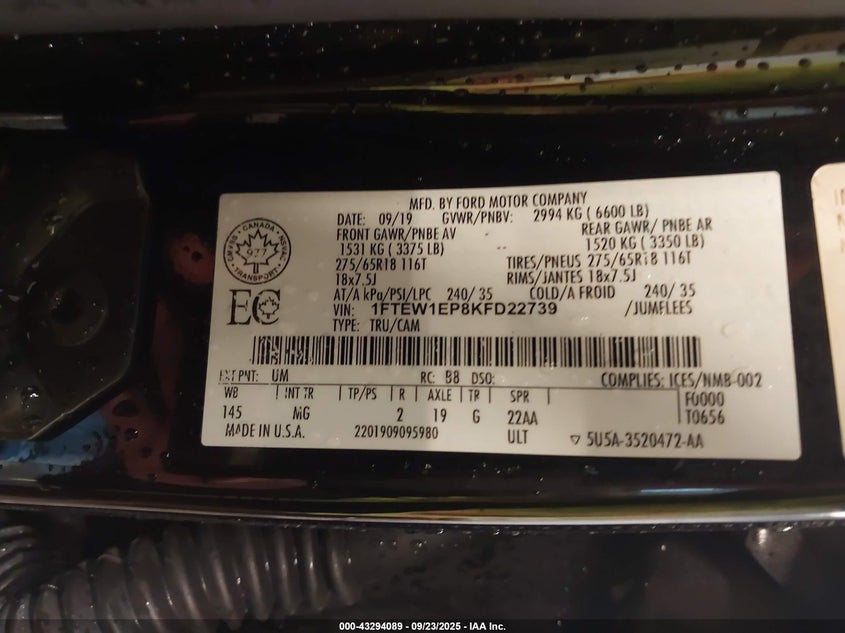 MFD. BY FORD MOTOR COMPANY
DATE: 09/19 GVWR/PNBV: 2994 KG ( 6600 LB)
FRONT GAWR/PNBE AV REAR GAWR/ PNBE AR
1531 KG ( 3375 LB) 1520 KG ( 3350 LB)
275/65R18 116T TIRES/PNEUS 275/65R18 116T
18x7.5J RIMS/JANTES 18x7.5J
AT/A kPa/PSI/LPC 240/ 35 COLD/A FROID 240/ 35
VIN: 1FTEW1EP8KFD22739 /JUMELEES
TYPE: TRU/CAM
CANADA
TRANSPORT
977
EC
EXT PNT: UM RC: B8 DSO: COMPLIES: ICES/NMB-002
WB INT TR TP/PS R AXLE TR SPR F0000
145 MG 2 19 G 22AA T0656
MADE IN U.S.A. 2201909095980 ULT 5U5A-3520472-AA
000-43294089 - 09/23/2025 - IAA Inc.